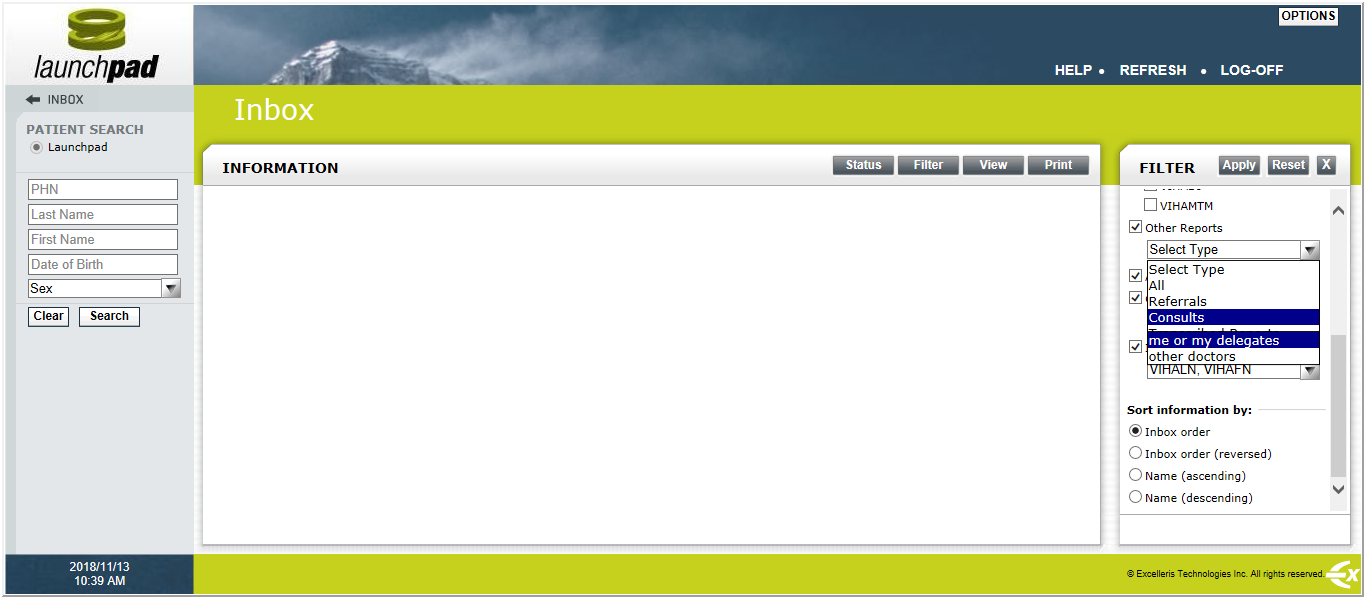 launchpad
OPTIONS
HELP • REFRESH • LOG-OFF
INBOX
Inbox
PATIENT SEARCH
Launchpad
PHN
Last Name
First Name
Date of Birth
Sex
Clear Search
INFORMATION
Status Filter View Print
FILTER
Apply Reset X
VIHAMTM
Other Reports
Select Type
Select Type
All
Referrals
Consults
me or my delegates
other doctors
VIHALN, VIHAFN
Sort information by:
Inbox order
Inbox order (reversed)
Name (ascending)
Name (descending)
2018/11/13
10:39 AM
© Excelleris Technologies Inc. All rights reserved.